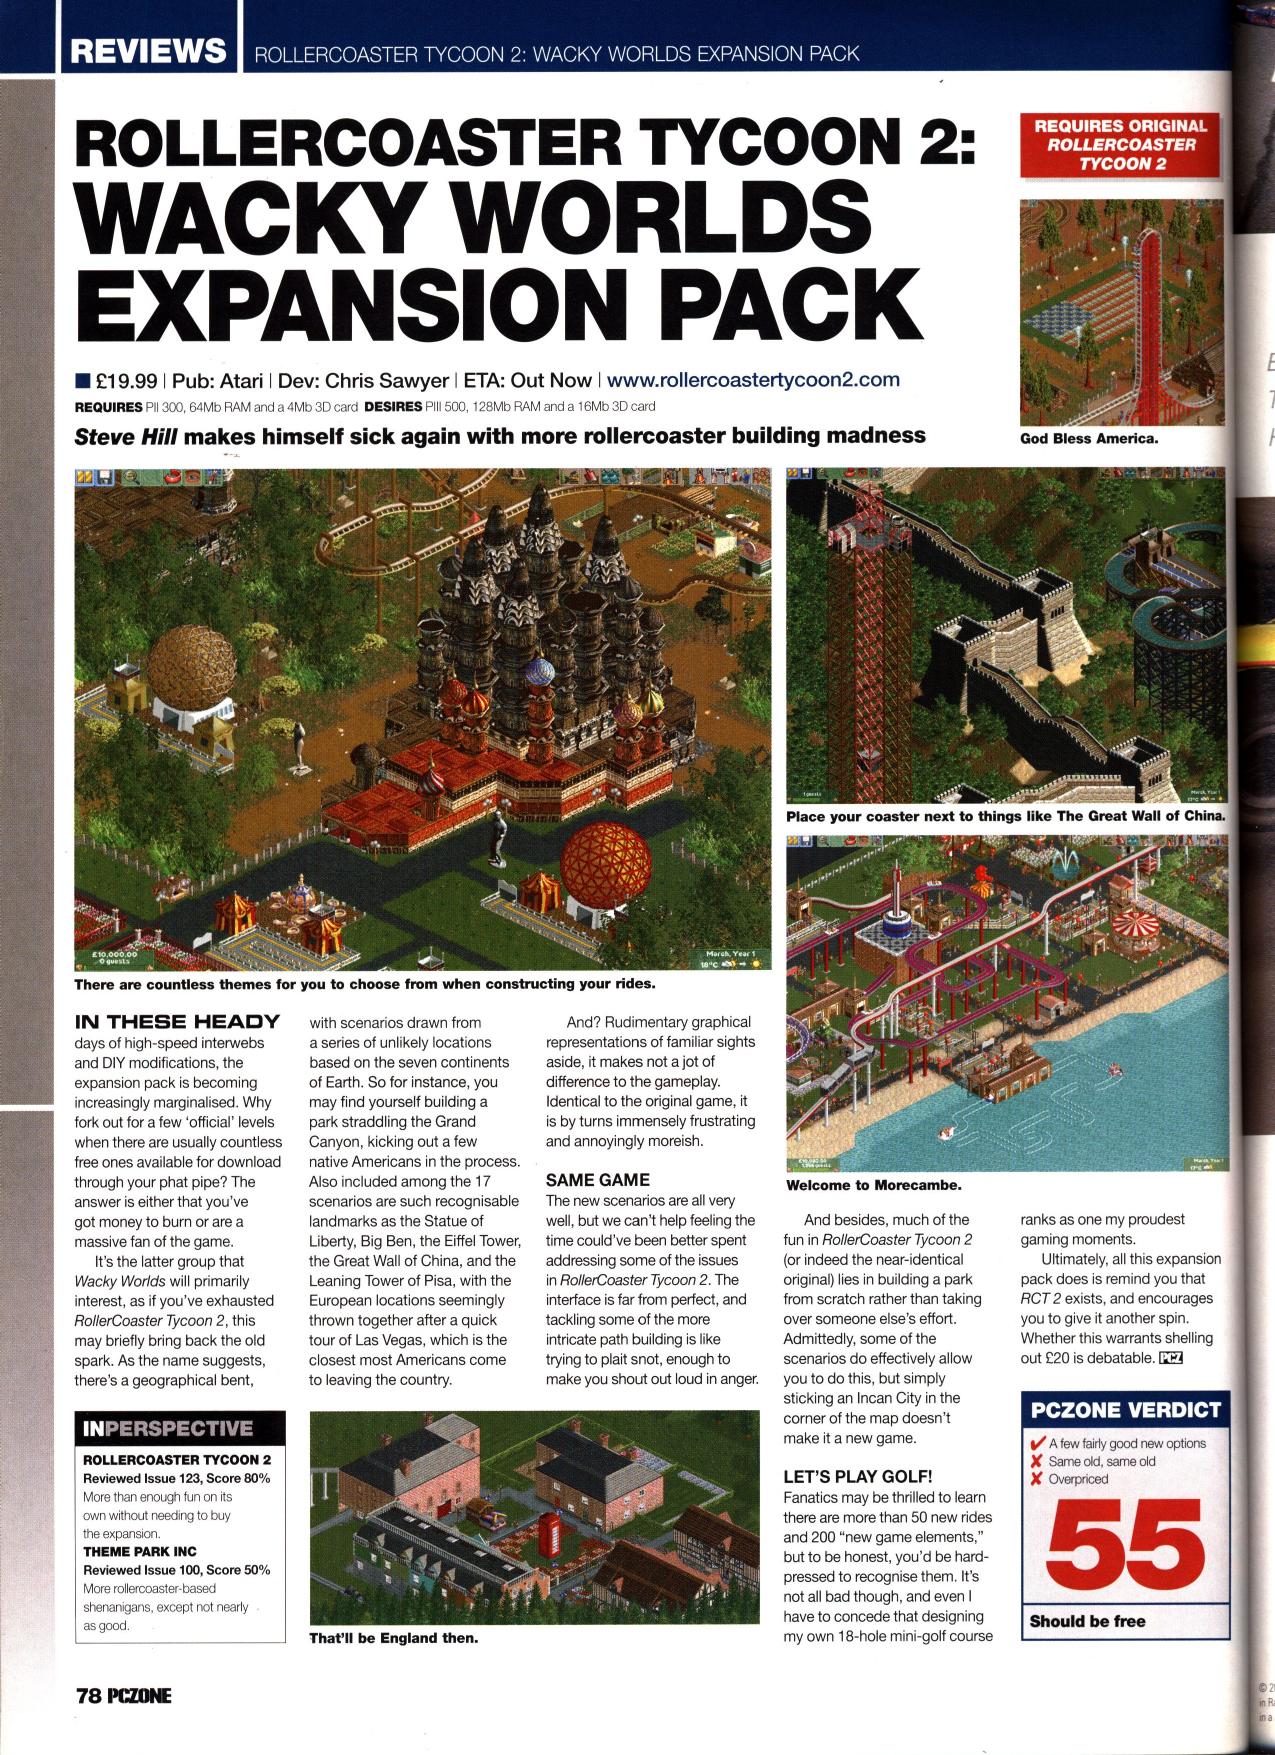 REVIEWS
ROLLERCOASTER TYCOON 2: WACKY WORLDS EXPANSION PACK
ROLLERCOASTER TYCOON 2:
WACKY WORLDS
EXPANSION PACK
£19.99 | Pub: Atari | Dev: Chris Sawyer | ETA: Out Now | www.rollercoastertycoon2.com
REQUIRES PII 300, 64Mb RAM and a 4Mb 3D card DESIRES PIII 500, 128Mb RAM and a 16Mb 3D card
Steve Hill makes himself sick again with more rollercoaster building madness
REQUIRES ORIGINAL
ROLLERCOASTER
TYCOON 2
God Bless America.
£10,000.00
0 guests
March, Year 1
18°C
There are countless themes for you to choose from when constructing your rides.
1 guests
March, Year 1
17°C
Place your coaster next to things like The Great Wall of China.
March, Year 1
17°C
Welcome to Morecambe.
IN THESE HEADY
days of high-speed interwebs
and DIY modifications, the
expansion pack is becoming
increasingly marginalised. Why
fork out for a few 'official' levels
when there are usually countless
free ones available for download
through your phat pipe? The
answer is either that you've
got money to burn or are a
massive fan of the game.
It's the latter group that
Wacky Worlds will primarily
interest, as if you've exhausted
RollerCoaster Tycoon 2, this
may briefly bring back the old
spark. As the name suggests,
there's a geographical bent,
with scenarios drawn from
a series of unlikely locations
based on the seven continents
of Earth. So for instance, you
may find yourself building a
park straddling the Grand
Canyon, kicking out a few
native Americans in the process.
Also included among the 17
scenarios are such recognisable
landmarks as the Statue of
Liberty, Big Ben, the Eiffel Tower,
the Great Wall of China, and the
Leaning Tower of Pisa, with the
European locations seemingly
thrown together after a quick
tour of Las Vegas, which is the
closest most Americans come
to leaving the country.
And? Rudimentary graphical
representations of familiar sights
aside, it makes not a jot of
difference to the gameplay.
Identical to the original game, it
is by turns immensely frustrating
and annoyingly moreish.
SAME GAME
The new scenarios are all very
well, but we can't help feeling the
time could've been better spent
addressing some of the issues
in RollerCoaster Tycoon 2. The
interface is far from perfect, and
tackling some of the more
intricate path building is like
trying to plait snot, enough to
make you shout out loud in anger.
And besides, much of the
fun in RollerCoaster Tycoon 2
(or indeed the near-identical
original) lies in building a park
from scratch rather than taking
over someone else's effort.
Admittedly, some of the
scenarios do effectively allow
you to do this, but simply
sticking an Incan City in the
corner of the map doesn't
make it a new game.
LET'S PLAY GOLF!
Fanatics may be thrilled to learn
there are more than 50 new rides
and 200 "new game elements,"
but to be honest, you'd be hard-
pressed to recognise them. It's
not all bad though, and even I
have to concede that designing
my own 18-hole mini-golf course
ranks as one my proudest
gaming moments.
Ultimately, all this expansion
pack does is remind you that
RCT 2 exists, and encourages
you to give it another spin.
Whether this warrants shelling
out £20 is debatable. PCZ
INPERSPECTIVE
ROLLERCOASTER TYCOON 2
Reviewed Issue 123, Score 80%
More than enough fun on its
own without needing to buy
the expansion.
THEME PARK INC
Reviewed Issue 100, Score 50%
More rollercoaster-based
shenanigans, except not nearly
as good.
That'll be England then.
PCZONE VERDICT
✓ A few fairly good new options
✗ Same old, same old
✗ Overpriced
55
Should be free
78 PCZONE